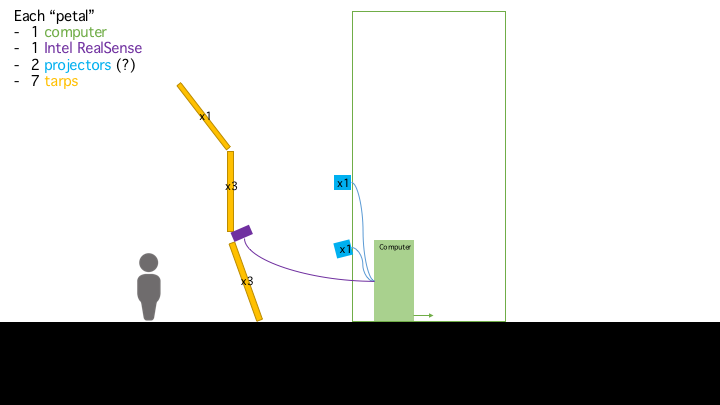 Each “petal”
- 1 computer
- 1 Intel RealSense
- 2 projectors (?)
- 7 tarps
x1
x3
x1
x1
Computer
x3